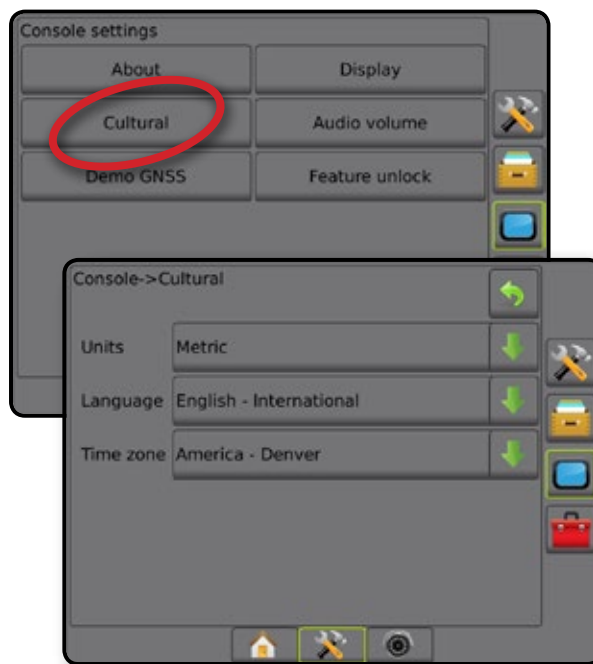 Console settings
About Display
Cultural Audio volume
Demo GNSS Feature unlock
Console->Cultural
Units Metric
Language English - International
Time zone America - Denver